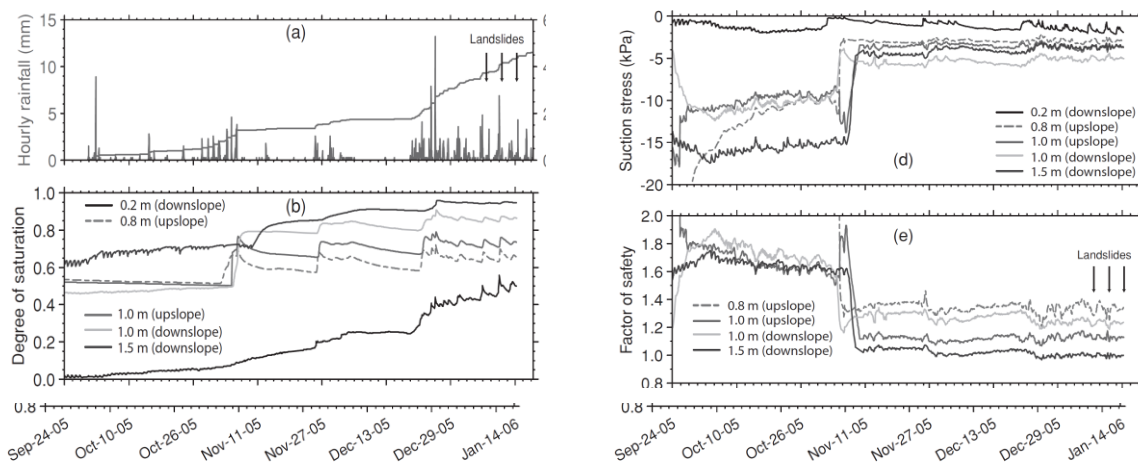 (a)
Landslides
Hourly rainfall (mm)
15
10
5
0
6
4
2
0
(b)
0.2 m (downslope)
0.8 m (upslope)
1.0 m (upslope)
1.0 m (downslope)
1.5 m (downslope)
Degree of saturation
1.0
0.8
0.6
0.4
0.2
0.0
0.8
Sep-24-05
Oct-10-05
Oct-26-05
Nov-11-05
Nov-27-05
Dec-13-05
Dec-29-05
Jan-14-06
Suction stress (kPa)
0
-5
-10
-15
-20
(d)
0.2 m (downslope)
0.8 m (upslope)
1.0 m (upslope)
1.0 m (downslope)
1.5 m (downslope)
(e)
Landslides
Factor of safety
2.0
1.8
1.6
1.4
1.2
1.0
0.8
0.8 m (upslope)
1.0 m (upslope)
1.0 m (downslope)
1.5 m (downslope)
0.8
Sep-24-05
Oct-10-05
Oct-26-05
Nov-11-05
Nov-27-05
Dec-13-05
Dec-29-05
Jan-14-06